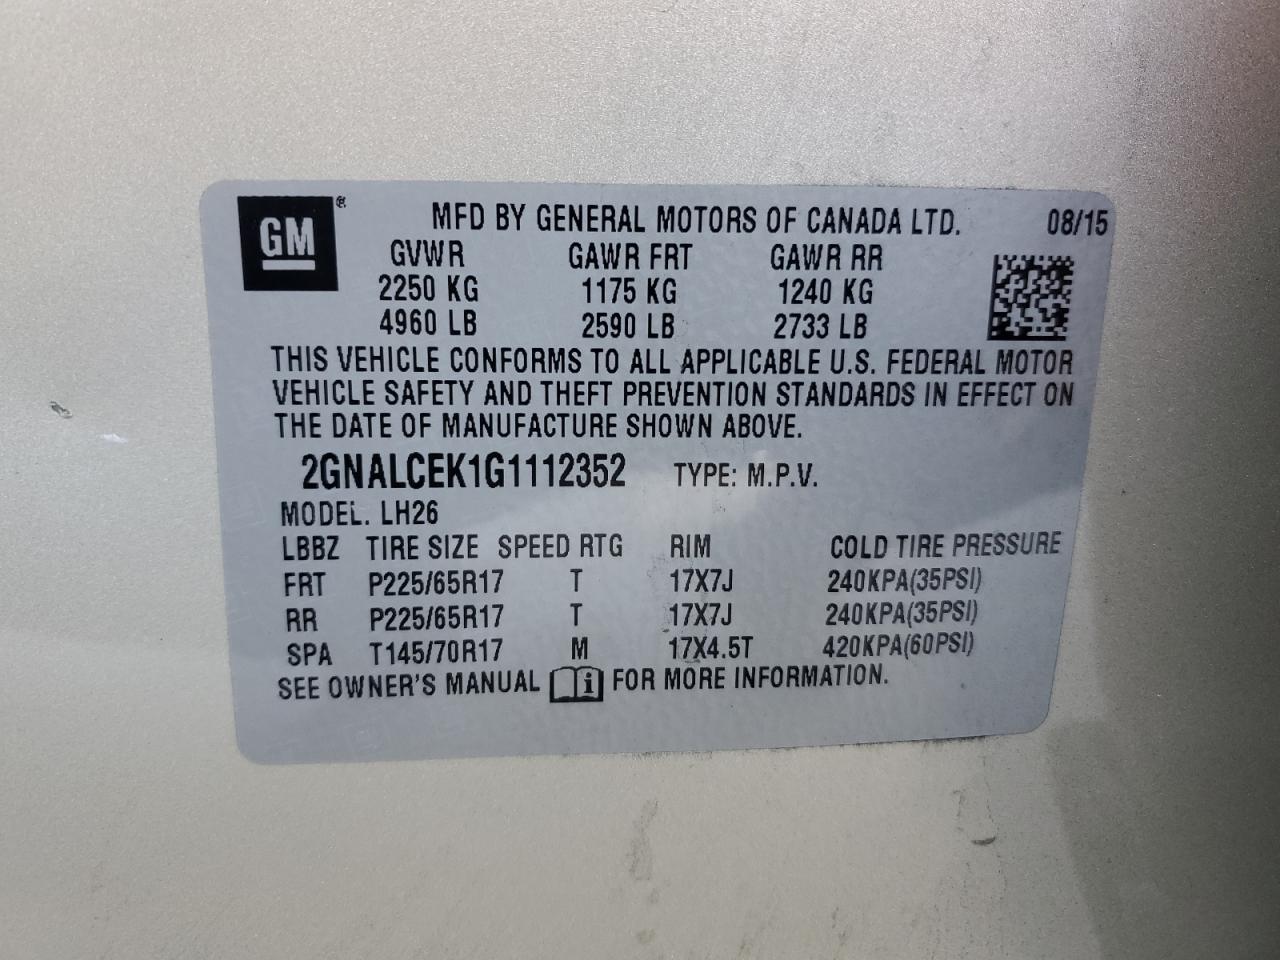 GM ® MFD BY GENERAL MOTORS OF CANADA LTD. 08/15
GVWR GAWR FRT GAWR RR
2250 KG 1175 KG 1240 KG
4960 LB 2590 LB 2733 LB
THIS VEHICLE CONFORMS TO ALL APPLICABLE U.S. FEDERAL MOTOR
VEHICLE SAFETY AND THEFT PREVENTION STANDARDS IN EFFECT ON
THE DATE OF MANUFACTURE SHOWN ABOVE.
2GNALCEK1G1112352 TYPE: M.P.V.
MODEL. LH26
LBBZ TIRE SIZE SPEED RTG RIM COLD TIRE PRESSURE
FRT P225/65R17 T 17X7J 240KPA(35PSI)
RR P225/65R17 T 17X7J 240KPA(35PSI)
SPA T145/70R17 M 17X4.5T 420KPA(60PSI)
SEE OWNER'S MANUAL i FOR MORE INFORMATION.